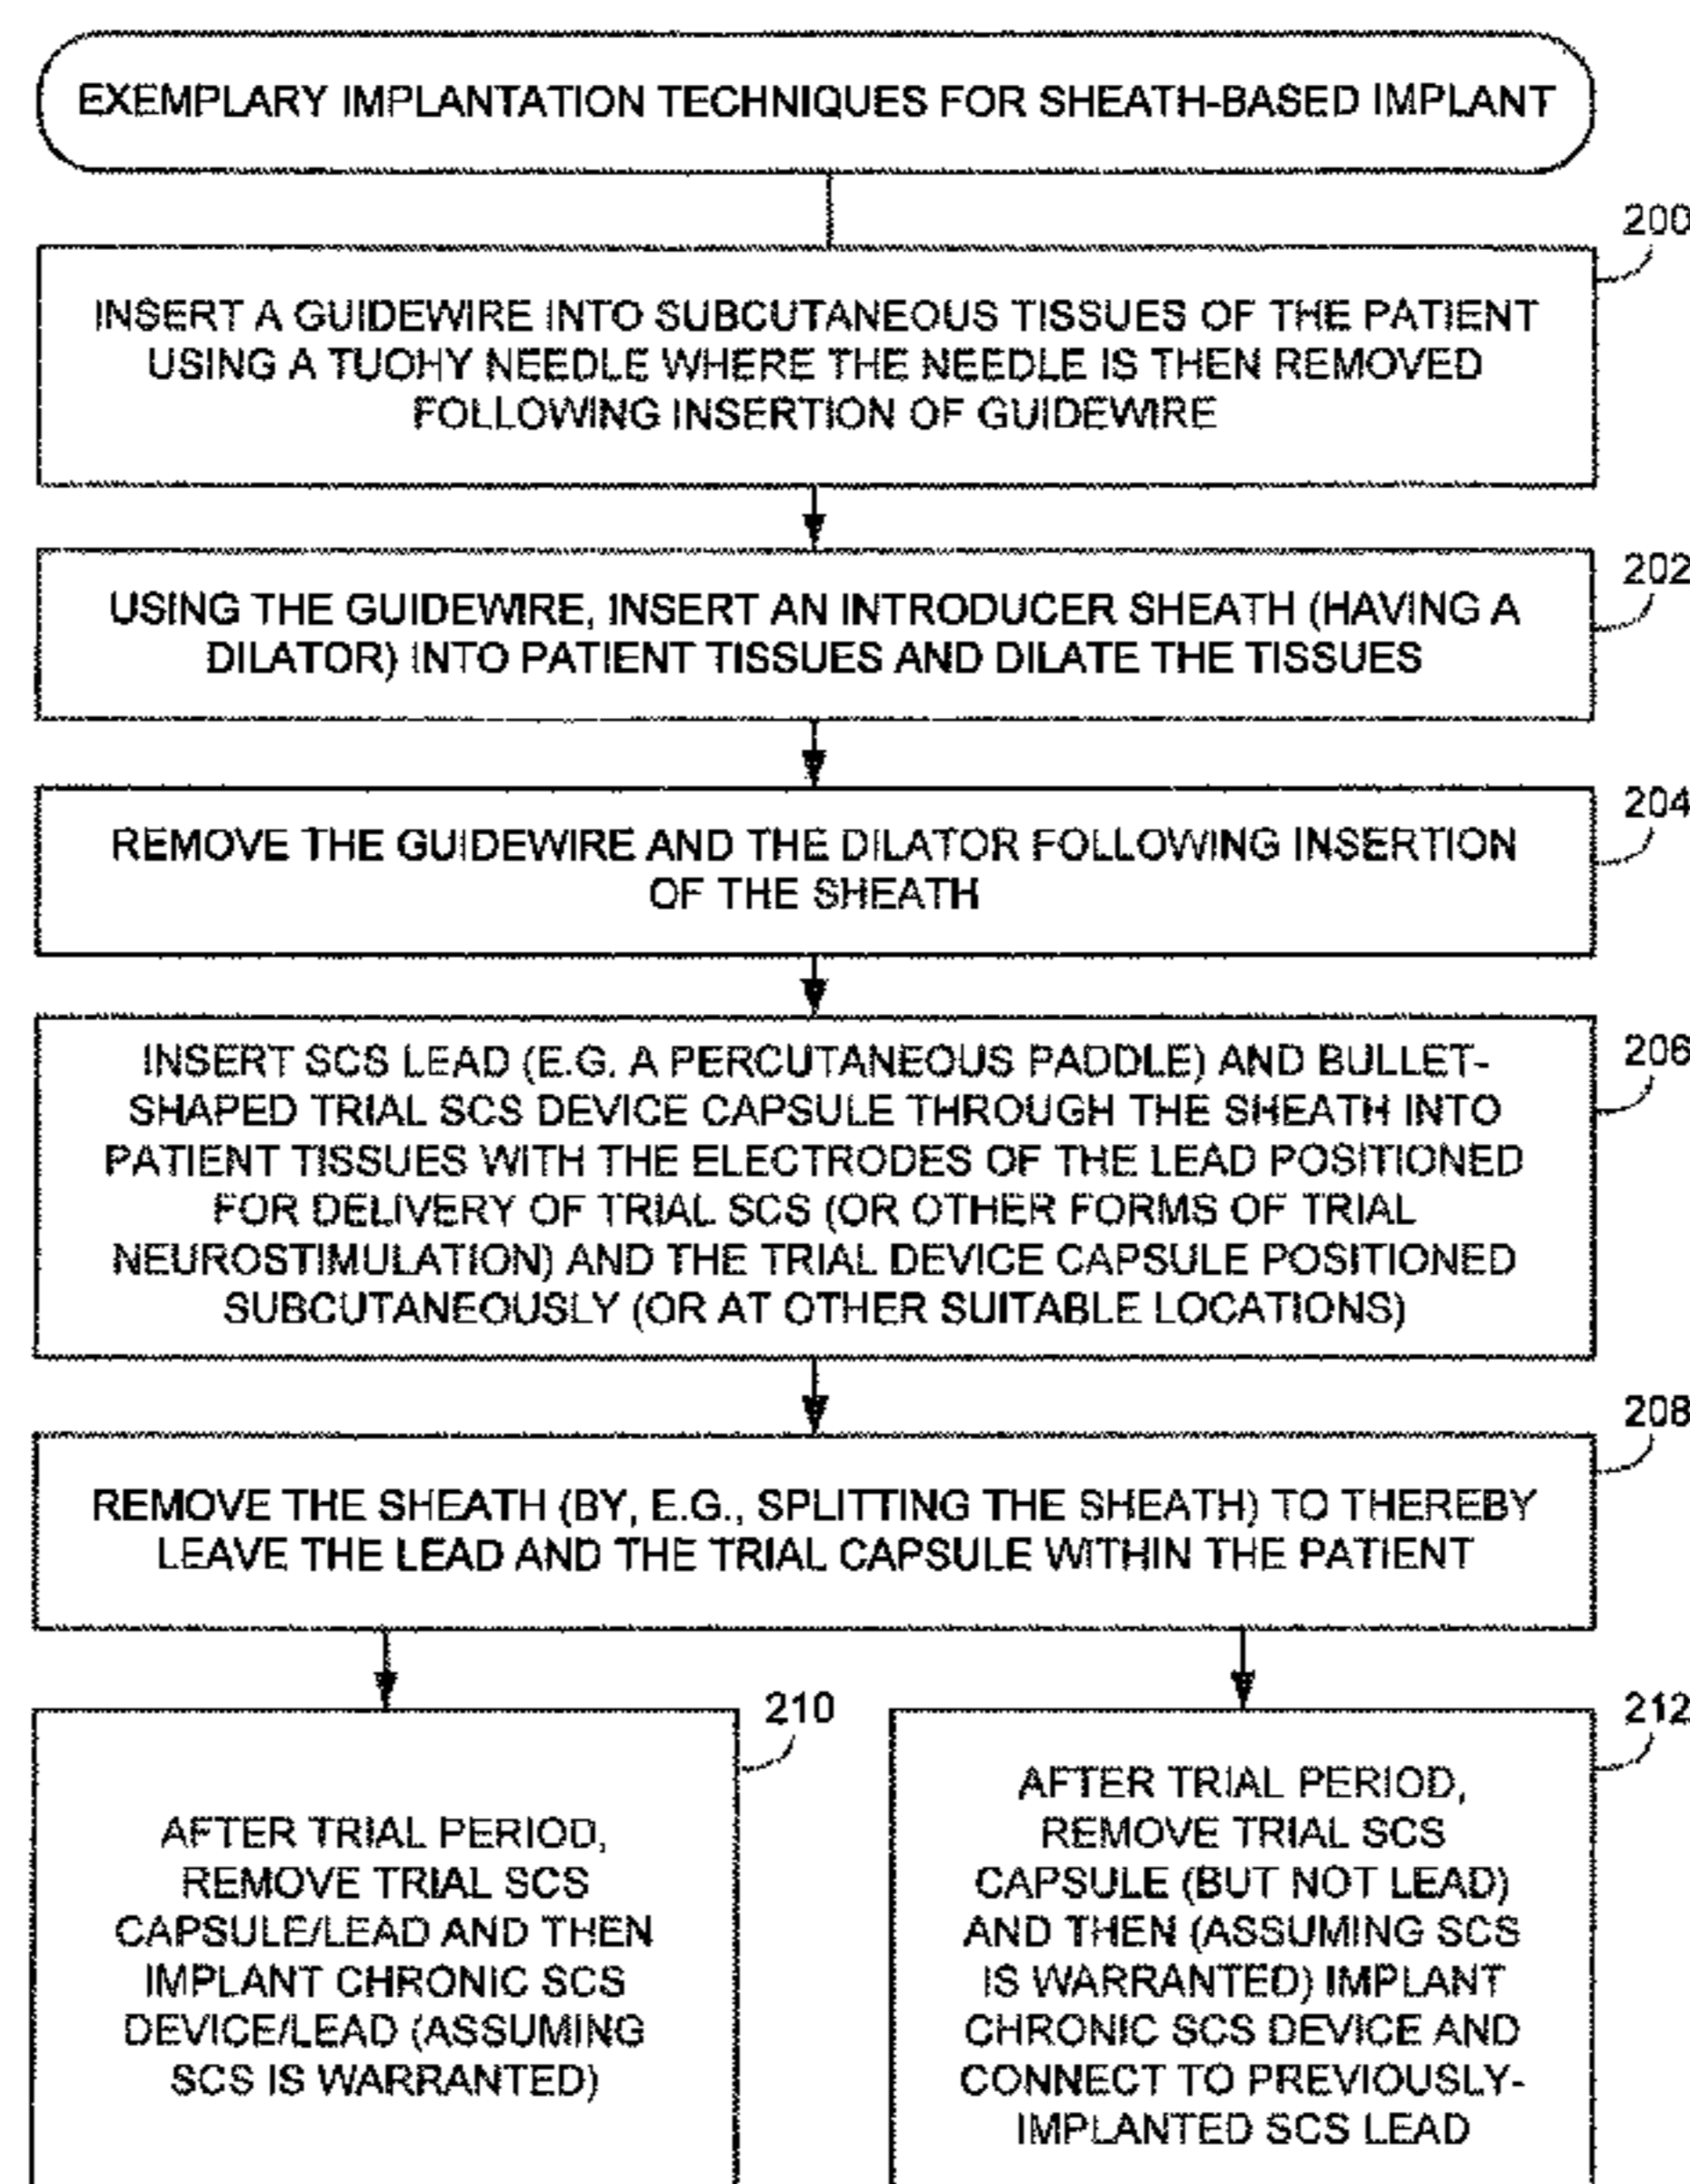 EXEMPLARY IMPLANTATION TECHNIQUES FOR SHEATH-BASED IMPLANT
200
INSERT A GUIDEWIRE INTO SUBCUTANEOUS TISSUES OF THE PATIENT
USING A TUOHY NEEDLE WHERE THE NEEDLE IS THEN REMOVED
FOLLOWING INSERTION OF GUIDEWIRE
202
USING THE GUIDEWIRE, INSERT AN INTRODUCER SHEATH (HAVING A
DILATOR) INTO PATIENT TISSUES AND DILATE THE TISSUES
204
REMOVE THE GUIDEWIRE AND THE DILATOR FOLLOWING INSERTION
OF THE SHEATH
206
INSERT SCS LEAD (E.G. A PERCUTANEOUS PADDLE) AND BULLET-
SHAPED TRIAL SCS DEVICE CAPSULE THROUGH THE SHEATH INTO
PATIENT TISSUES WITH THE ELECTRODES OF THE LEAD POSITIONED
FOR DELIVERY OF TRIAL SCS (OR OTHER FORMS OF TRIAL
NEUROSTIMULATION) AND THE TRIAL DEVICE CAPSULE POSITIONED
SUBCUTANEOUSLY (OR AT OTHER SUITABLE LOCATIONS)
208
REMOVE THE SHEATH (BY, E.G., SPLITTING THE SHEATH) TO THEREBY
LEAVE THE LEAD AND THE TRIAL CAPSULE WITHIN THE PATIENT
210
AFTER TRIAL PERIOD,
REMOVE TRIAL SCS
CAPSULE/LEAD AND THEN
IMPLANT CHRONIC SCS
DEVICE/LEAD (ASSUMING
SCS IS WARRANTED)
212
AFTER TRIAL PERIOD,
REMOVE TRIAL SCS
CAPSULE (BUT NOT LEAD)
AND THEN (ASSUMING SCS
IS WARRANTED) IMPLANT
CHRONIC SCS DEVICE AND
CONNECT TO PREVIOUSLY-
IMPLANTED SCS LEAD